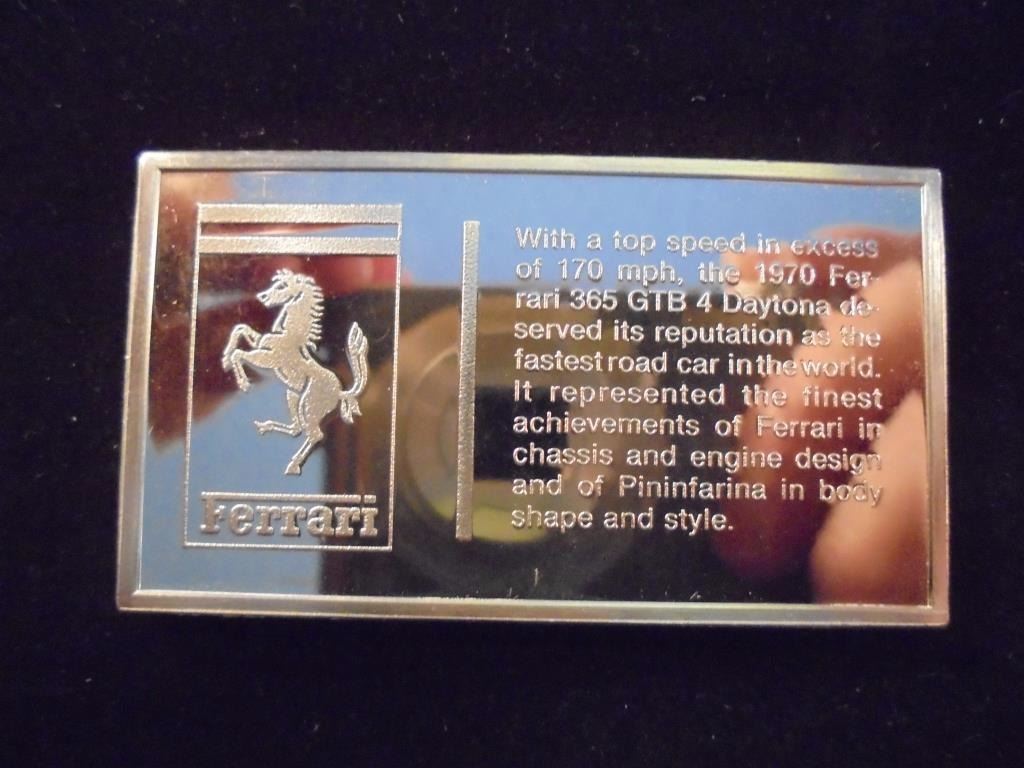 Ferrari
With a top speed in excess
of 170 mph, the 1970 Fer-
rari 365 GTB 4 Daytona de-
served its reputation as the
fastest road car in the world.
It represented the finest
achievements of Ferrari in
chassis and engine design
and of Pininfarina in body
shape and style.